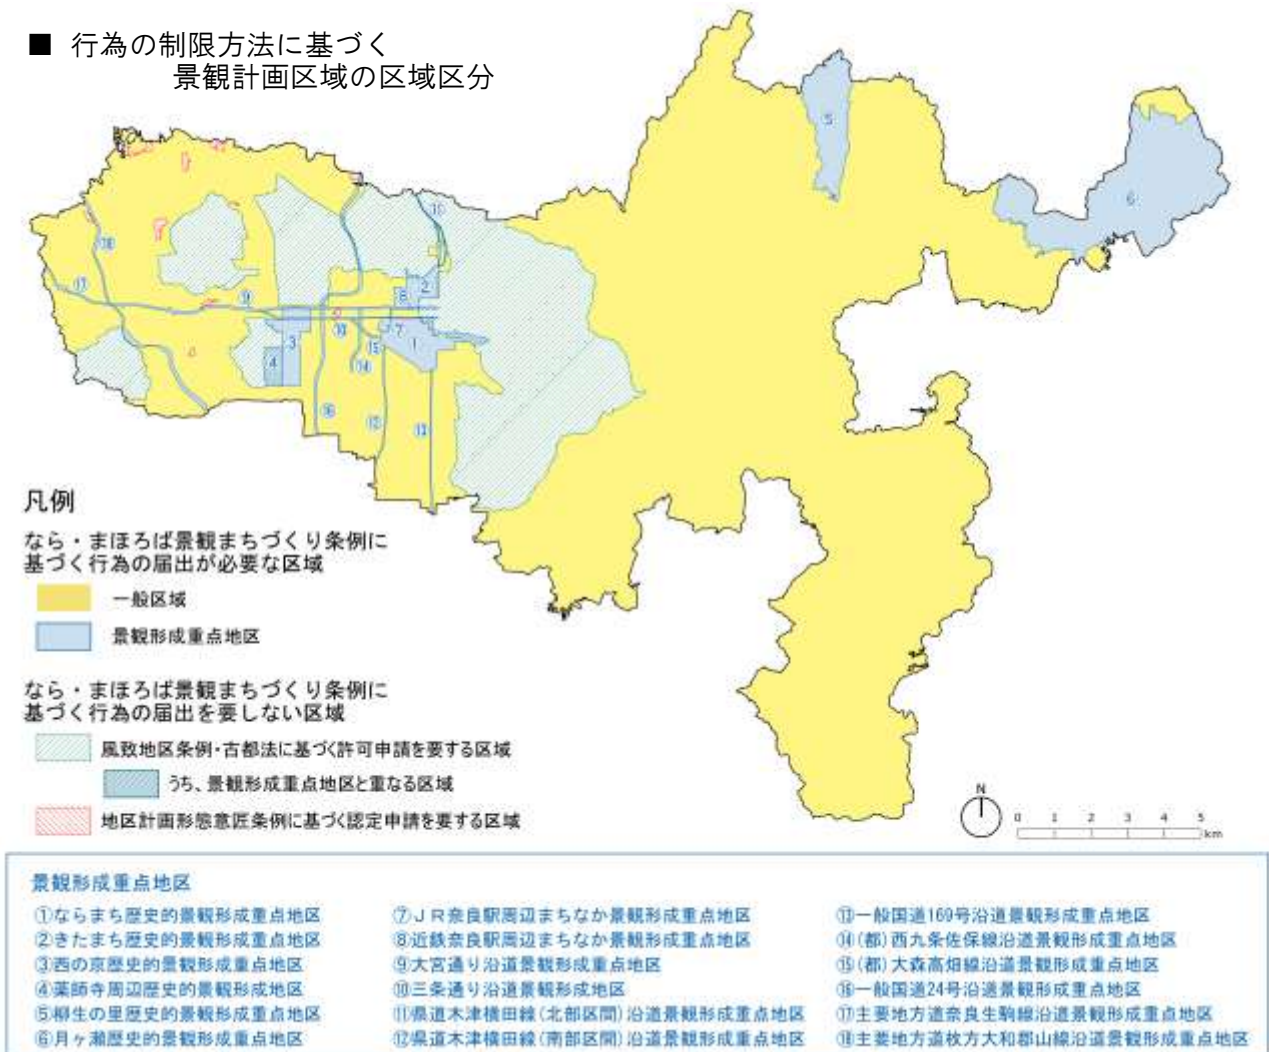 ■ 行為の制限方法に基づく
景観計画区域の区域区分
5
6
⑱
⑰
⑨
2
8
⑩
7
1
3
⑮
4
⑭
⑯
⑫
⑬
凡例
なら・まほろば景観まちづくり条例に
基づく行為の届出が必要な区域
一般区域
景観形成重点地区
なら・まほろば景観まちづくり条例に
基づく行為の届出を要しない区域
風致地区条例・古都法に基づく許可申請を要する区域
うち、景観形成重点地区と重なる区域
地区計画形態意匠条例に基づく認定申請を要する区域
N
0 1 2 3 4 5
km
景観形成重点地区
①ならまち歴史的景観形成重点地区
②きたまち歴史的景観形成重点地区
③西の京歴史的景観形成重点地区
④薬師寺周辺歴史的景観形成地区
⑤柳生の里歴史的景観形成重点地区
⑥月ヶ瀬歴史的景観形成重点地区
⑦ＪＲ奈良駅周辺まちなか景観形成重点地区
⑧近鉄奈良駅周辺まちなか景観形成重点地区
⑨大宮通り沿道景観形成重点地区
⑩三条通り沿道景観形成地区
⑪県道木津横田線(北部区間)沿道景観形成重点地区
⑫県道木津横田線(南部区間)沿道景観形成重点地区
⑬一般国道169号沿道景観形成重点地区
⑭(都)西九条佐保線沿道景観形成重点地区
⑮(都)大森高畑線沿道景観形成重点地区
⑯一般国道24号沿道景観形成重点地区
⑰主要地方道奈良生駒線沿道景観形成重点地区
⑱主要地方道枚方大和郡山線沿道景観形成重点地区